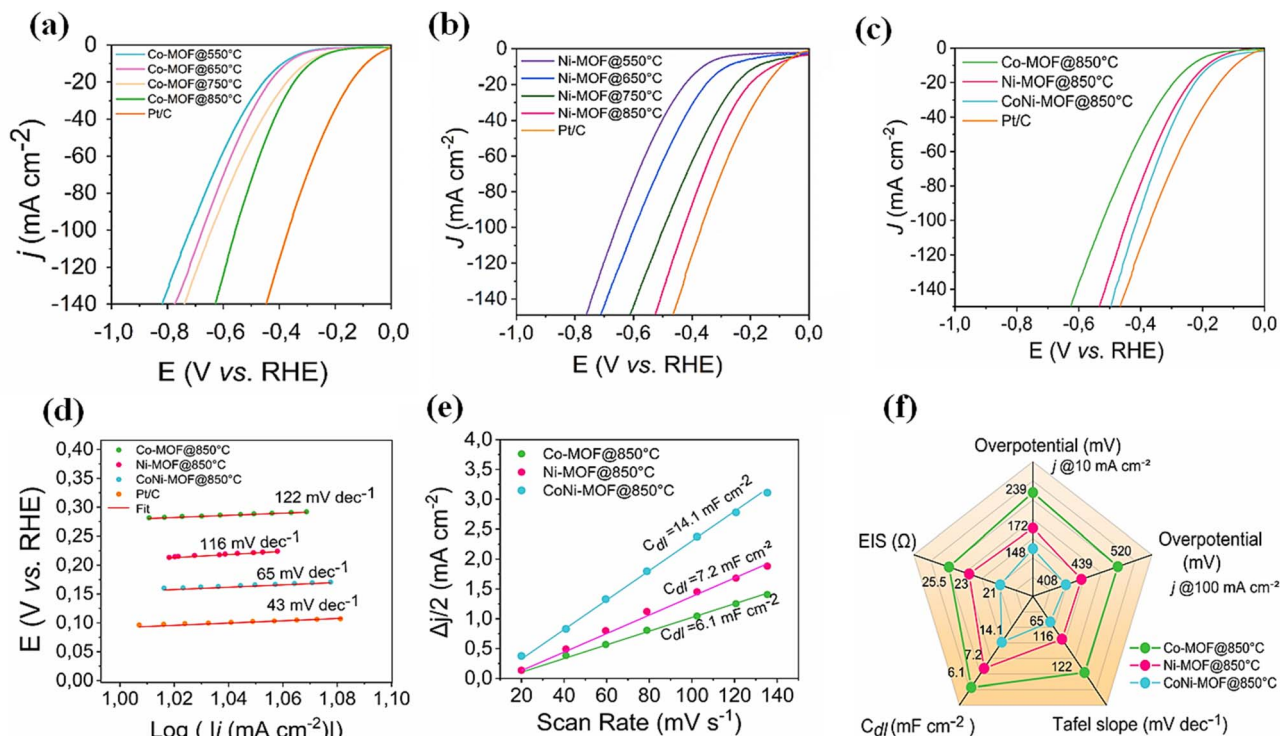 (a)
0
-20
-40
-60
-80
-100
-120
-140
j (mA cm-2)
Co-MOF@550°C
Co-MOF@650°C
Co-MOF@750°C
Co-MOF@850°C
Pt/C
-1,0
-0,8
-0,6
-0,4
-0,2
0,0
E (V vs. RHE)
(b)
0
-20
-40
-60
-80
-100
-120
-140
J (mA cm-2)
Ni-MOF@550°C
Ni-MOF@650°C
Ni-MOF@750°C
Ni-MOF@850°C
Pt/C
-1,0
-0,8
-0,6
-0,4
-0,2
0,0
E (V vs. RHE)
(c)
0
-20
-40
-60
-80
-100
-120
-140
J (mA cm-2)
Co-MOF@850°C
Ni-MOF@850°C
CoNi-MOF@850°C
Pt/C
-1,0
-0,8
-0,6
-0,4
-0,2
0,0
E (V vs. RHE)
(d)
0,40
0,35
0,30
0,25
0,20
0,15
0,10
0,05
0,00
E (V vs. RHE)
Co-MOF@850°C
Ni-MOF@850°C
CoNi-MOF@850°C
Pt/C
Fit
122 mV dec-1
116 mV dec-1
65 mV dec-1
43 mV dec-1
1,00
1,02
1,04
1,06
1,08
1,10
Log ( |j (mA cm-2)|)
(e)
4,0
3,5
3,0
2,5
2,0
1,5
1,0
0,5
0,0
Δj/2 (mA cm-2)
Co-MOF@850°C
Ni-MOF@850°C
CoNi-MOF@850°C
Cdl =14.1 mF cm-2
Cdl =7.2 mF cm-2
Cdl =6.1 mF cm-2
20
40
60
80
100
120
140
Scan Rate (mV s-1)
(f)
Overpotential (mV)
j @10 mA cm-2
239
172
148
EIS (Ω)
25.5
23
21
Overpotential
(mV)
j @100 mA cm-2
520
439
408
14.1
7.2
6.1
65
116
122
Co-MOF@850°C
Ni-MOF@850°C
CoNi-MOF@850°C
Cdl (mF cm-2)
Tafel slope (mV dec-1)